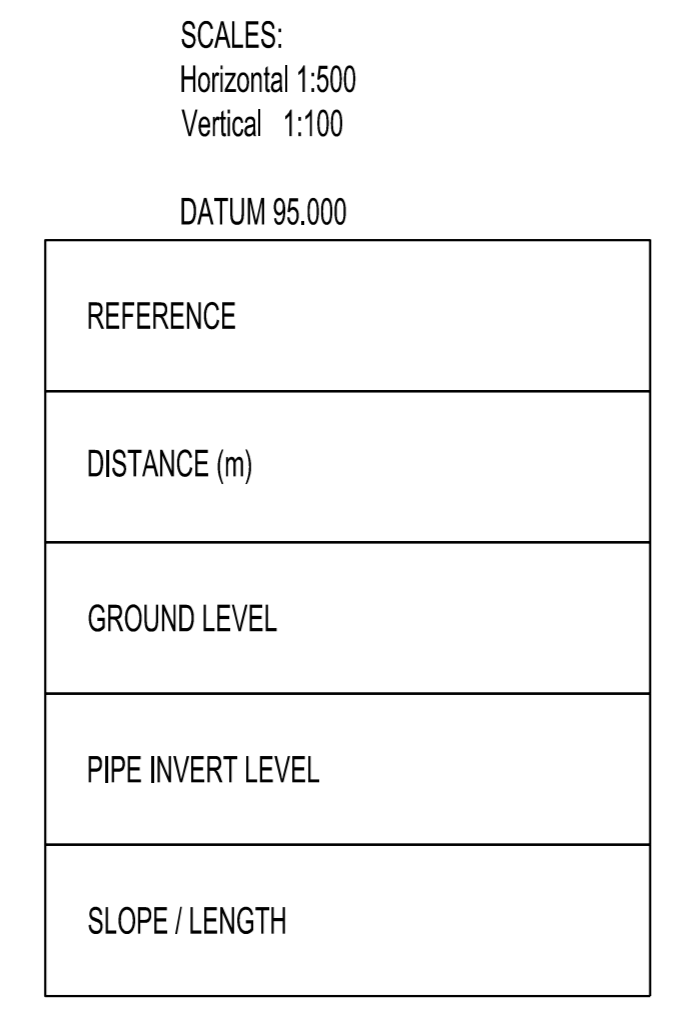 SCALES:
Horizontal 1:500
Vertical 1:100
DATUM 95.000
REFERENCE
DISTANCE (m)
GROUND LEVEL
PIPE INVERT LEVEL
SLOPE / LENGTH